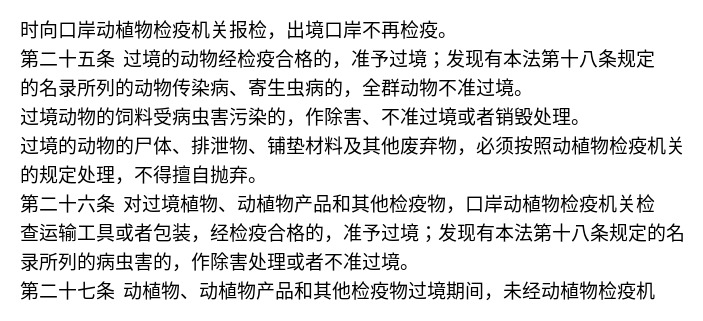 时向口岸动植物检疫机关报检，出境口岸不再检疫。
第二十五条 过境的动物经检疫合格的，准予过境；发现有本法第十八条规定
的名录所列的动物传染病、寄生虫病的，全群动物不准过境。
过境动物的饲料受病虫害污染的，作除害、不准过境或者销毁处理。
过境的动物的尸体、排泄物、铺垫材料及其他废弃物，必须按照动植物检疫机关
的规定处理，不得擅自抛弃。
第二十六条 对过境植物、动植物产品和其他检疫物，口岸动植物检疫机关检
查运输工具或者包装，经检疫合格的，准予过境；发现有本法第十八条规定的名
录所列的病虫害的，作除害处理或者不准过境。
第二十七条 动植物、动植物产品和其他检疫物过境期间，未经动植物检疫机